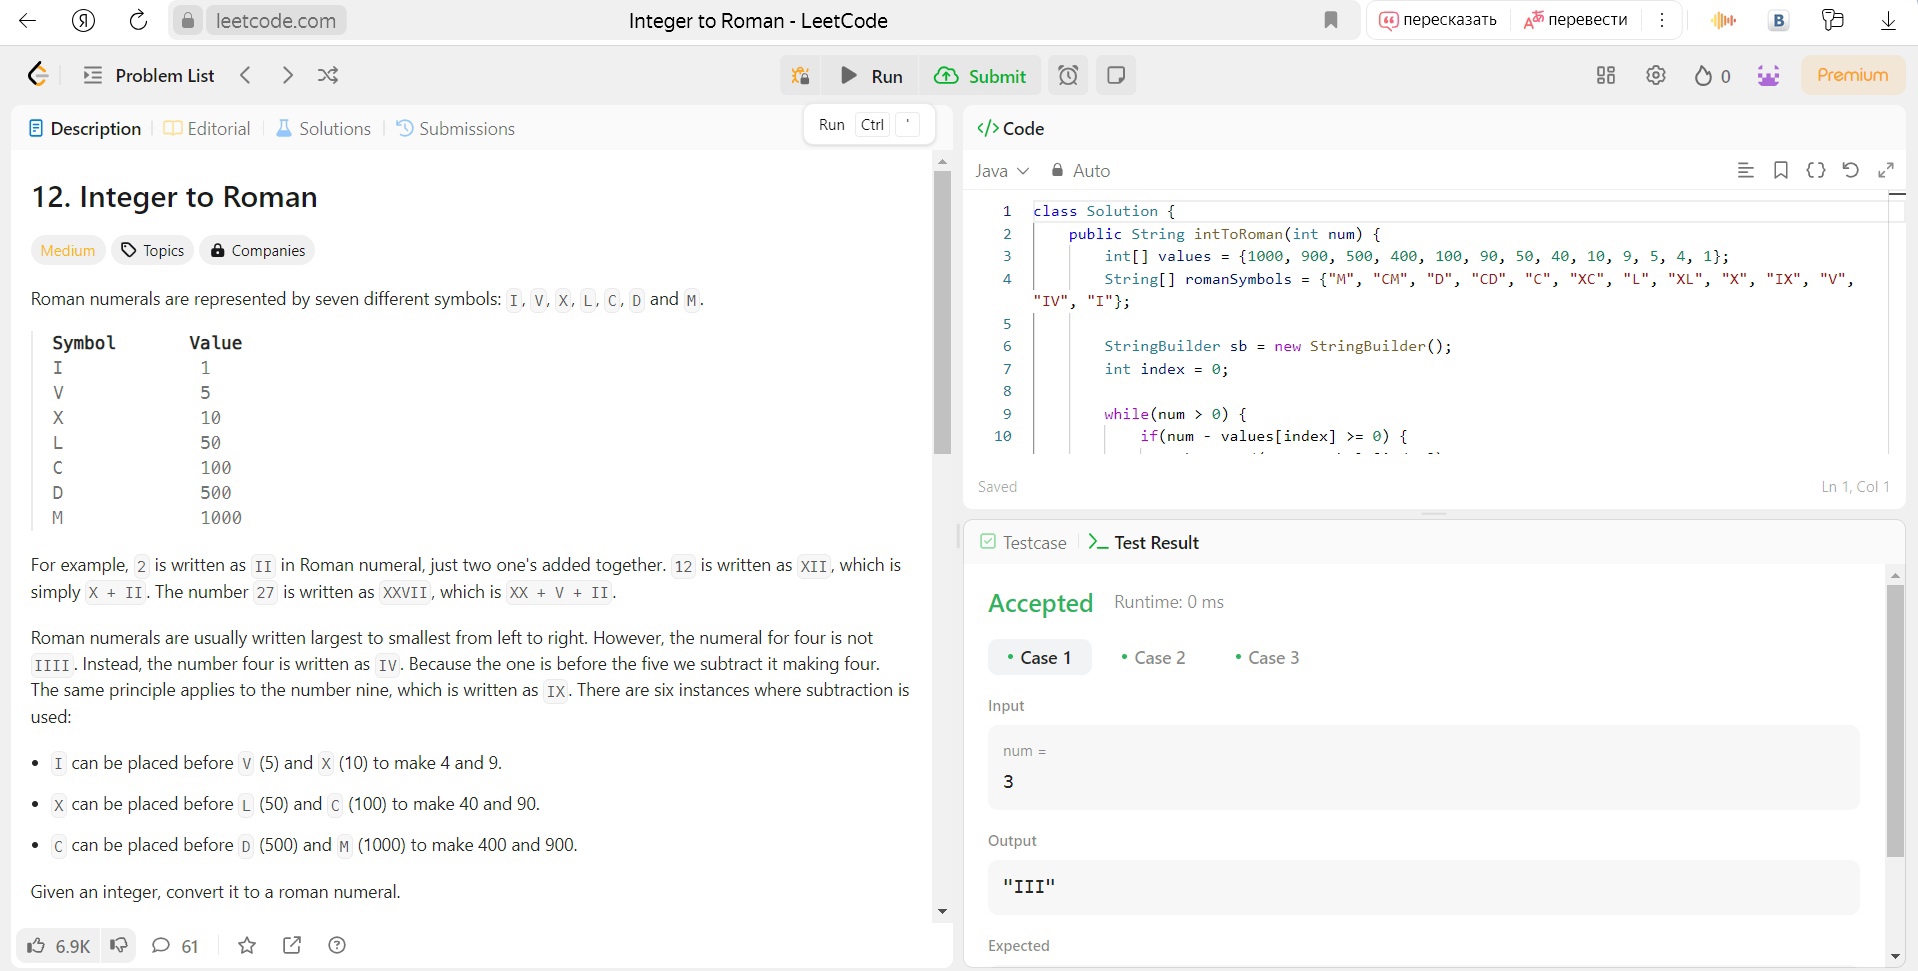 leetcode.com
Integer to Roman - LeetCode
пересказать
перевести
B
Problem List
Run
Submit
0
Premium
Description
Editorial
Solutions
Submissions
Run Ctrl '
12. Integer to Roman
Medium
Topics
Companies
Roman numerals are represented by seven different symbols: I, V, X, L, C, D and M.
Symbol Value
I 1
V 5
X 10
L 50
C 100
D 500
M 1000
For example, 2 is written as II in Roman numeral, just two one's added together. 12 is written as XII, which is
simply X + II. The number 27 is written as XXVII, which is XX + V + II.
Roman numerals are usually written largest to smallest from left to right. However, the numeral for four is not
IIII. Instead, the number four is written as IV. Because the one is before the five we subtract it making four.
The same principle applies to the number nine, which is written as IX. There are six instances where subtraction is
used:
• I can be placed before V (5) and X (10) to make 4 and 9.
• X can be placed before L (50) and C (100) to make 40 and 90.
• C can be placed before D (500) and M (1000) to make 400 and 900.
Given an integer, convert it to a roman numeral.
6.9K
61
</> Code
Java
Auto
1 class Solution {
2 public String intToRoman(int num) {
3 int[] values = {1000, 900, 500, 400, 100, 90, 50, 40, 10, 9, 5, 4, 1};
4 String[] romanSymbols = {"M", "CM", "D", "CD", "C", "XC", "L", "XL", "X", "IX", "V",
"IV", "I"};
5
6 StringBuilder sb = new StringBuilder();
7 int index = 0;
8
9 while(num > 0) {
10 if(num - values[index] >= 0) {
Saved
Ln 1, Col 1
Testcase
Test Result
Accepted
Runtime: 0 ms
• Case 1
• Case 2
• Case 3
Input
num =
3
Output
"III"
Expected